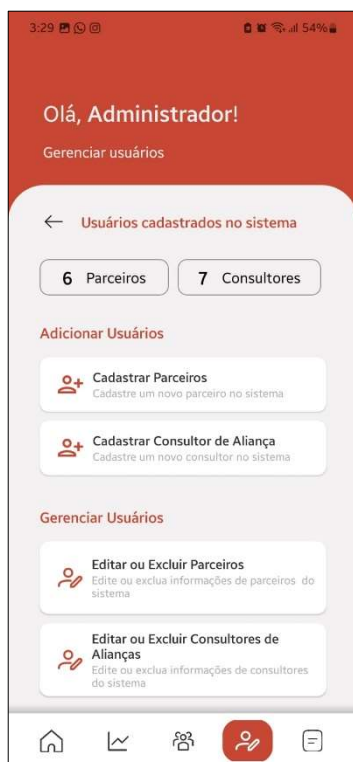 3:29
54%
Olá, Administrador!
Gerenciar usuários
Usuários cadastrados no sistema
6 Parceiros
7 Consultores
Adicionar Usuários
Cadastrar Parceiros
Cadastre um novo parceiro no sistema
Cadastrar Consultor de Aliança
Cadastre um novo consultor no sistema
Gerenciar Usuários
Editar ou Excluir Parceiros
Edite ou exclua informações de parceiros do
sistema
Editar ou Excluir Consultores de
Alianças
Edite ou exclua informações de consultores
do sistema